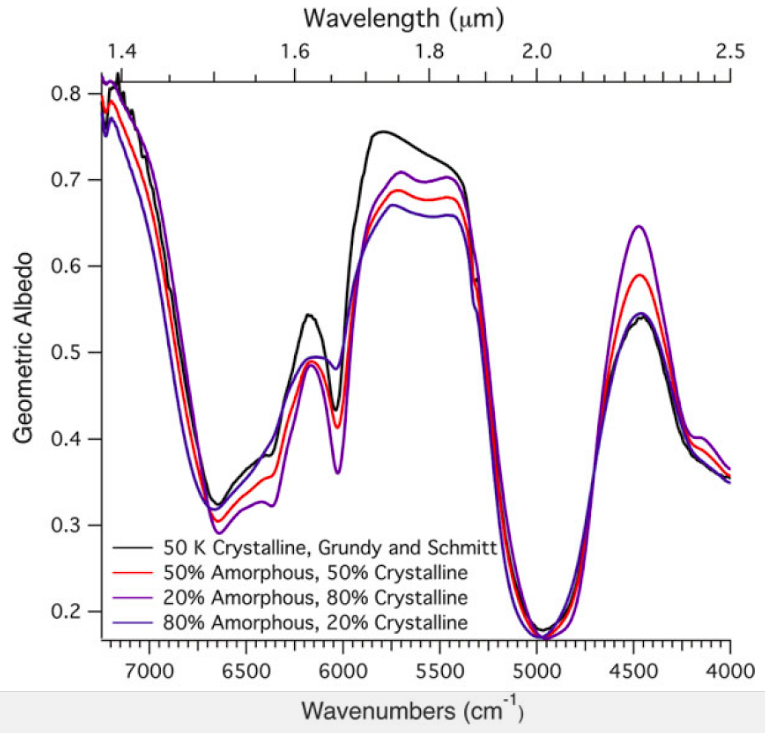 Wavelength (μm)
1.4 1.6 1.8 2.0 2.5
0.8
0.7
0.6
0.5
0.4
0.3
0.2
Geometric Albedo
50 K Crystalline, Grundy and Schmitt
50% Amorphous, 50% Crystalline
20% Amorphous, 80% Crystalline
80% Amorphous, 20% Crystalline
7000 6500 6000 5500 5000 4500 4000
Wavenumbers (cm⁻¹)